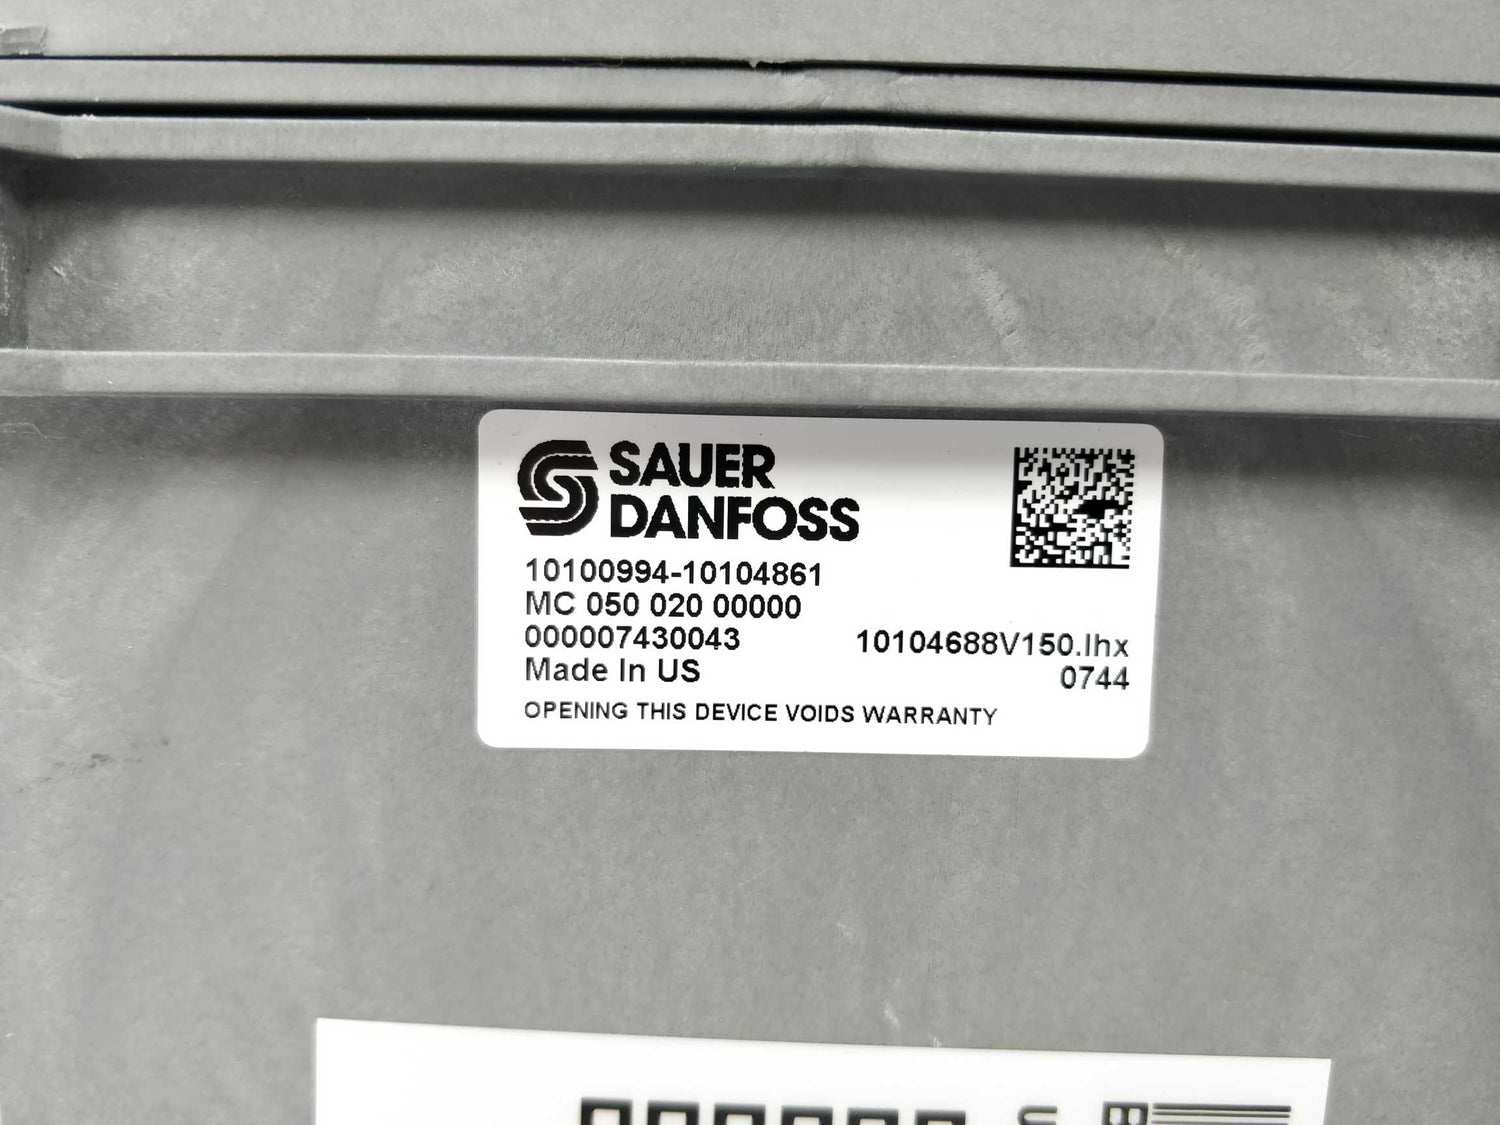 SAUER
DANFOSS
10100994-10104861
MC 050 020 00000
000007430043
10104688V150.lhx
Made In US
0744
OPENING THIS DEVICE VOIDS WARRANTY